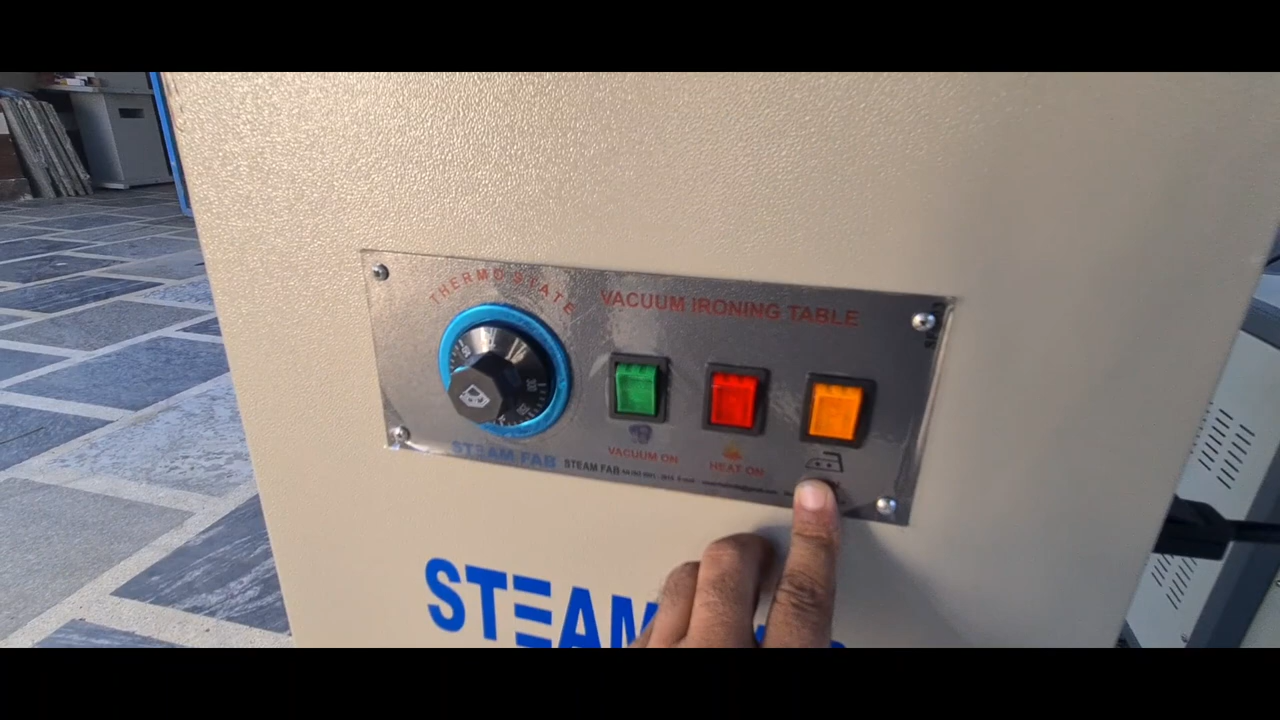 THERMO STATE
VACUUM IRONING TABLE
VACUUM ON
HEAT ON
STEAM FAB
STEAM FAB
STEAM